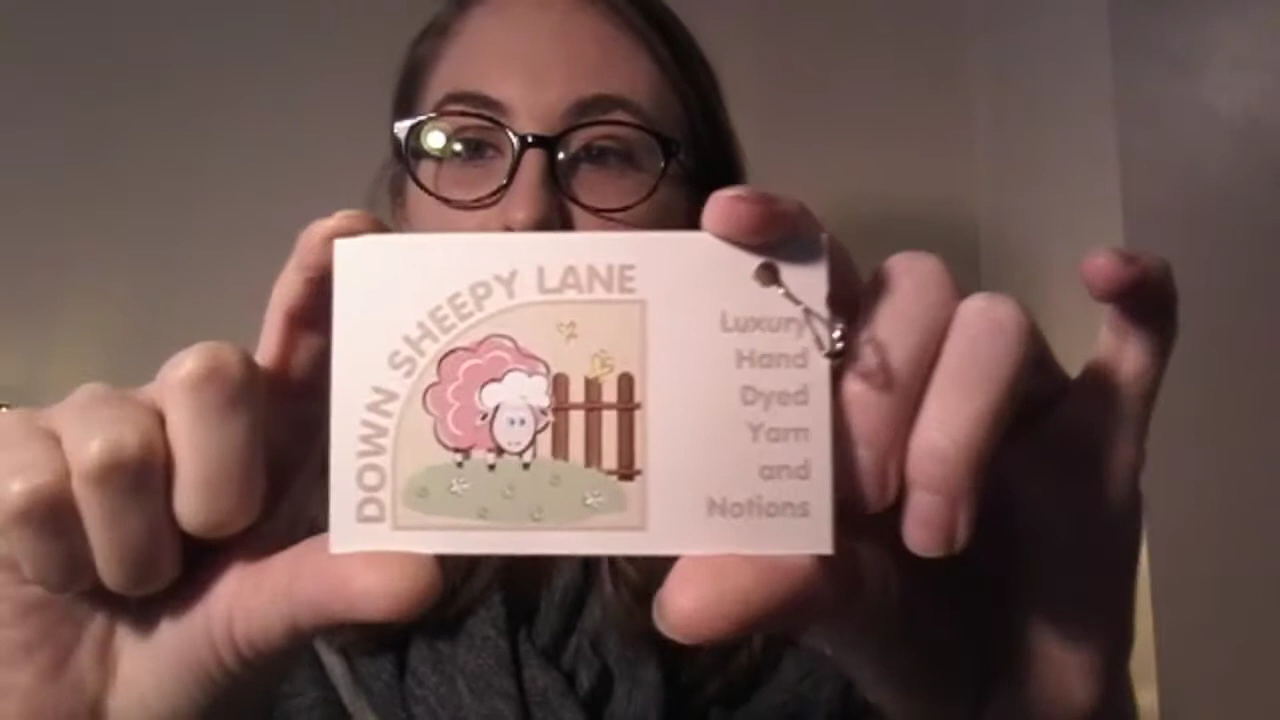 DOWN SHEEPY LANE
Luxury
Hand
Dyed
Yarn
and
Notions